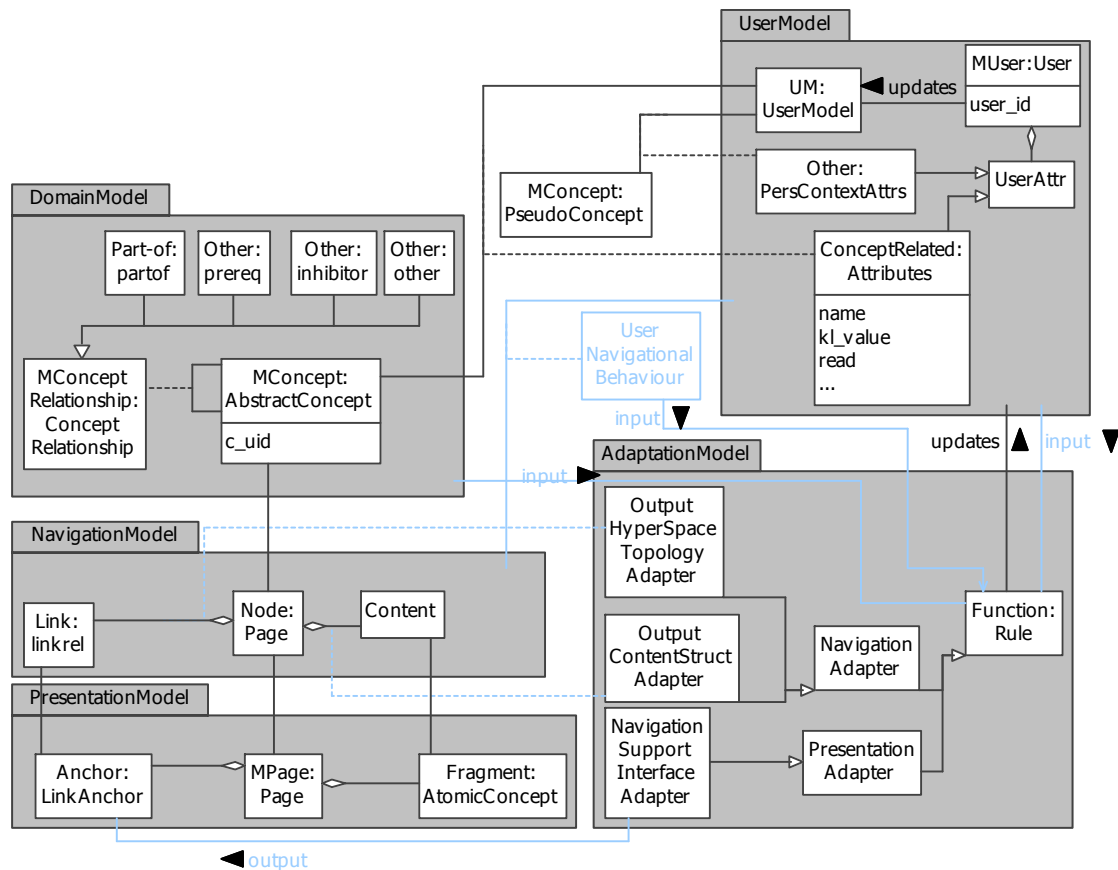 UserModel
MUser:User
user_id
UM:
UserModel
updates
Other:
PersContextAttrs
UserAttr
MConcept:
PseudoConcept
ConceptRelated:
Attributes
name
kl_value
read
...
DomainModel
Part-of:
partof
Other:
prereq
Other:
inhibitor
Other:
other
MConcept
Relationship:
Concept
Relationship
MConcept:
AbstractConcept
c_uid
User
Navigational
Behaviour
input
updates
input
input
AdaptationModel
Output
HyperSpace
Topology
Adapter
Output
ContentStruct
Adapter
Navigation
Support
Interface
Adapter
Navigation
Adapter
Presentation
Adapter
Function:
Rule
NavigationModel
Link:
linkrel
Node:
Page
Content
PresentationModel
Anchor:
LinkAnchor
MPage:
Page
Fragment:
AtomicConcept
output